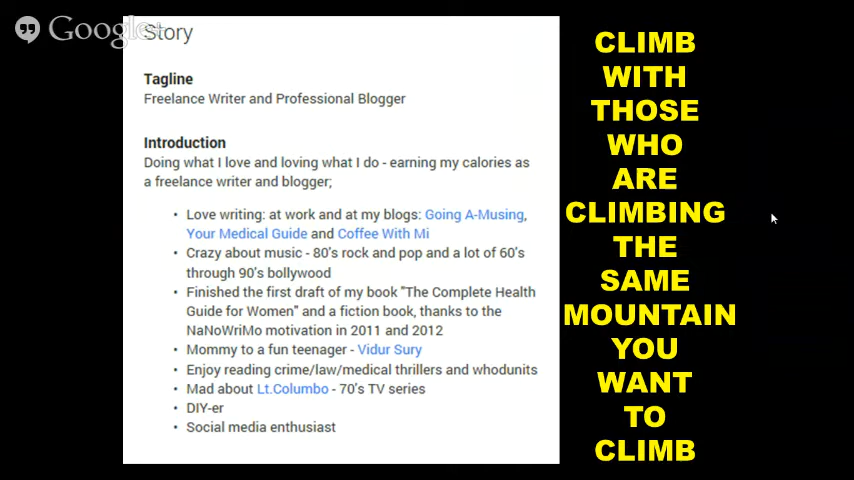 Google+
Story
Tagline
Freelance Writer and Professional Blogger
Introduction
Doing what I love and loving what I do - earning my calories as
a freelance writer and blogger;
• Love writing: at work and at my blogs: Going A-Musing,
Your Medical Guide and Coffee With Mi
• Crazy about music - 80's rock and pop and a lot of 60's
through 90's bollywood
• Finished the first draft of my book "The Complete Health
Guide for Women" and a fiction book, thanks to the
NaNoWriMo motivation in 2011 and 2012
• Mommy to a fun teenager - Vidur Sury
• Enjoy reading crime/law/medical thrillers and whodunits
• Mad about Lt.Columbo - 70's TV series
• DIY-er
• Social media enthusiast
CLIMB
WITH
THOSE
WHO
ARE
CLIMBING
THE
SAME
MOUNTAIN
YOU
WANT
TO
CLIMB